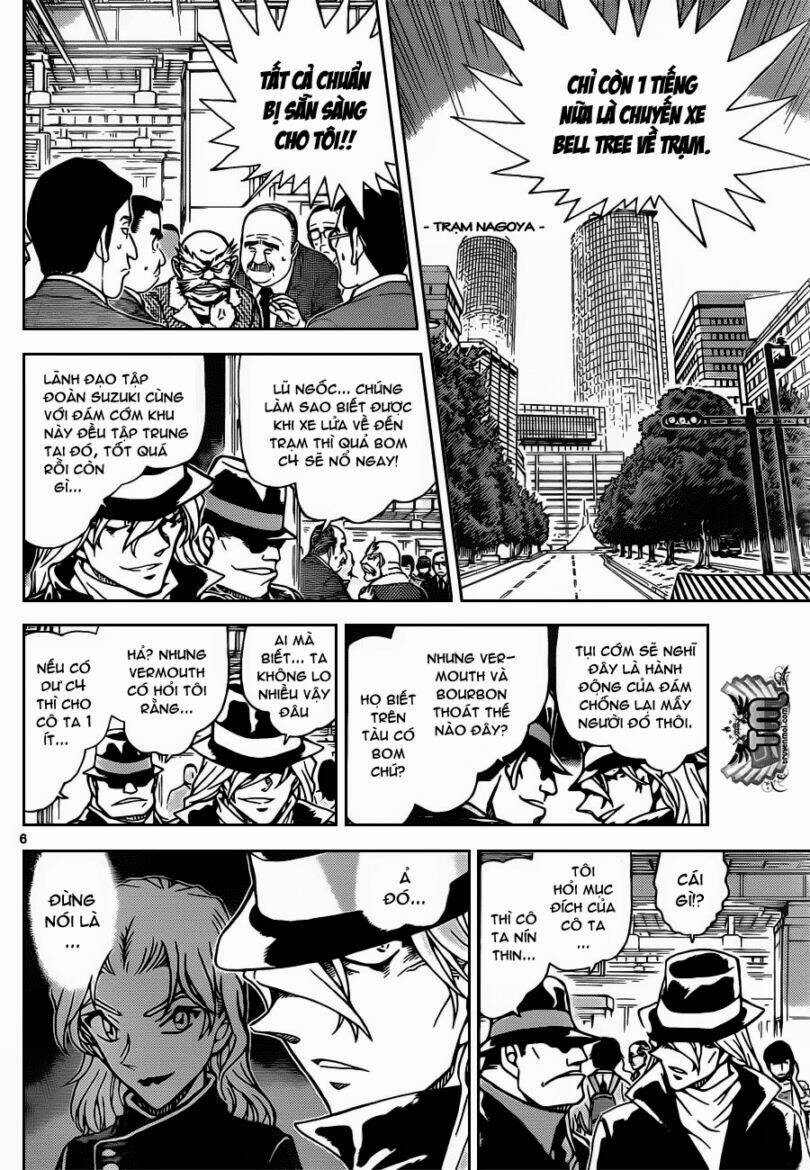 CHỈ CÒN 1 TIẾNG
NỮA LÀ CHUYẾN XE
BELL TREE VỀ TRẠM.
- TRẠM NAGOYA -
TẤT CẢ CHUẨN
BỊ SẴN SÀNG
CHO TÔI!!
LŨ NGỐC... CHÚNG
LÀM SAO BIẾT ĐƯỢC
KHI XE LỬA VỀ ĐẾN
TRẠM THÌ QUẢ BOM
C4 SẼ NỔ NGAY!
LÃNH ĐẠO TẬP
ĐOÀN SUZUKI CÙNG
VỚI ĐÁM CỚM KHU
NÀY ĐỀU TẬP TRUNG
TẠI ĐÓ, TỐT QUÁ
RỒI CÒN
GÌ...
TỤI CỚM SẼ NGHĨ
ĐÂY LÀ HÀNH
ĐỘNG CỦA ĐÁM
CHỐNG LẠI MẤY
NGƯỜI ĐÓ THÔI.
NHƯNG VER-
MOUTH VÀ
BOURBON
THOÁT THẾ
NÀO ĐÂY?
HỌ BIẾT
TRÊN
TÀU CÓ
BOM
CHỨ?
AI MÀ
BIẾT... TA
KHÔNG LO
NHIỀU VẬY
ĐÂU
HẢ? NHƯNG
VERMOUTH
CÓ HỎI TÔI
RẰNG...
NẾU CÓ
DƯ C4
THÌ CHO
CÔ TA 1
ÍT...
TM
truyenmoi.com
6
CÁI
GÌ!?
TÔI
HỎI MỤC
ĐÍCH CỦA
CÔ TA
...
THÌ CÔ
TA NÍN
THIN...
Ả
ĐÓ...
ĐỪNG
NÓI LÀ
...